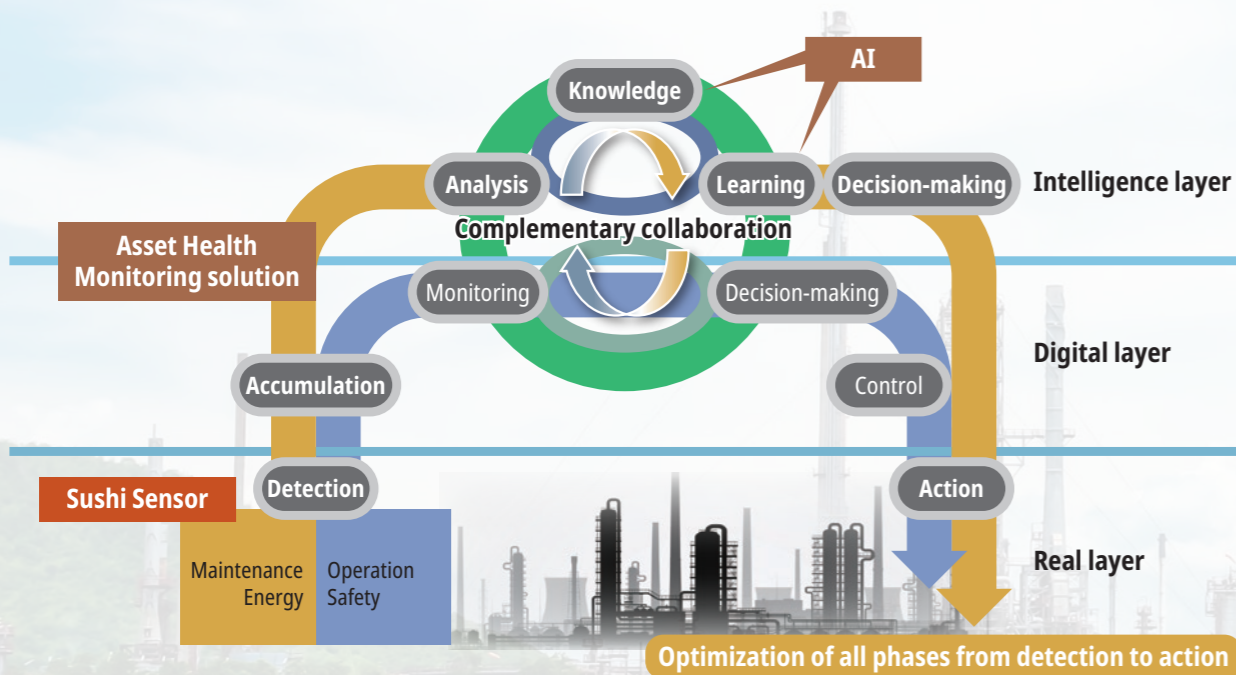 AI
Knowledge
Analysis
Learning
Decision-making
Intelligence layer
Complementary collaboration
Asset Health
Monitoring solution
Monitoring
Decision-making
Digital layer
Accumulation
Control
Sushi Sensor
Detection
Action
Maintenance
Energy
Operation
Safety
Real layer
Optimization of all phases from detection to action